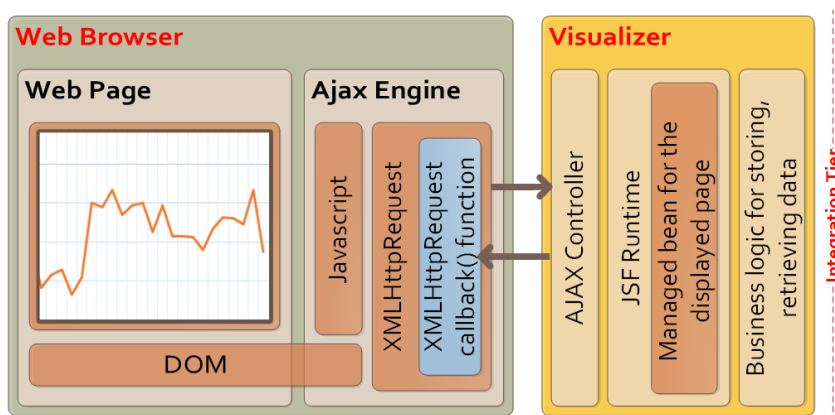 Web Browser
Web Page
DOM
Ajax Engine
Javascript
XMLHttpRequest
XMLHttpRequest
callback() function
Visualizer
AJAX Controller
JSF Runtime
Managed bean for the
displayed page
Business logic for storing,
retrieving data
Integration Tier